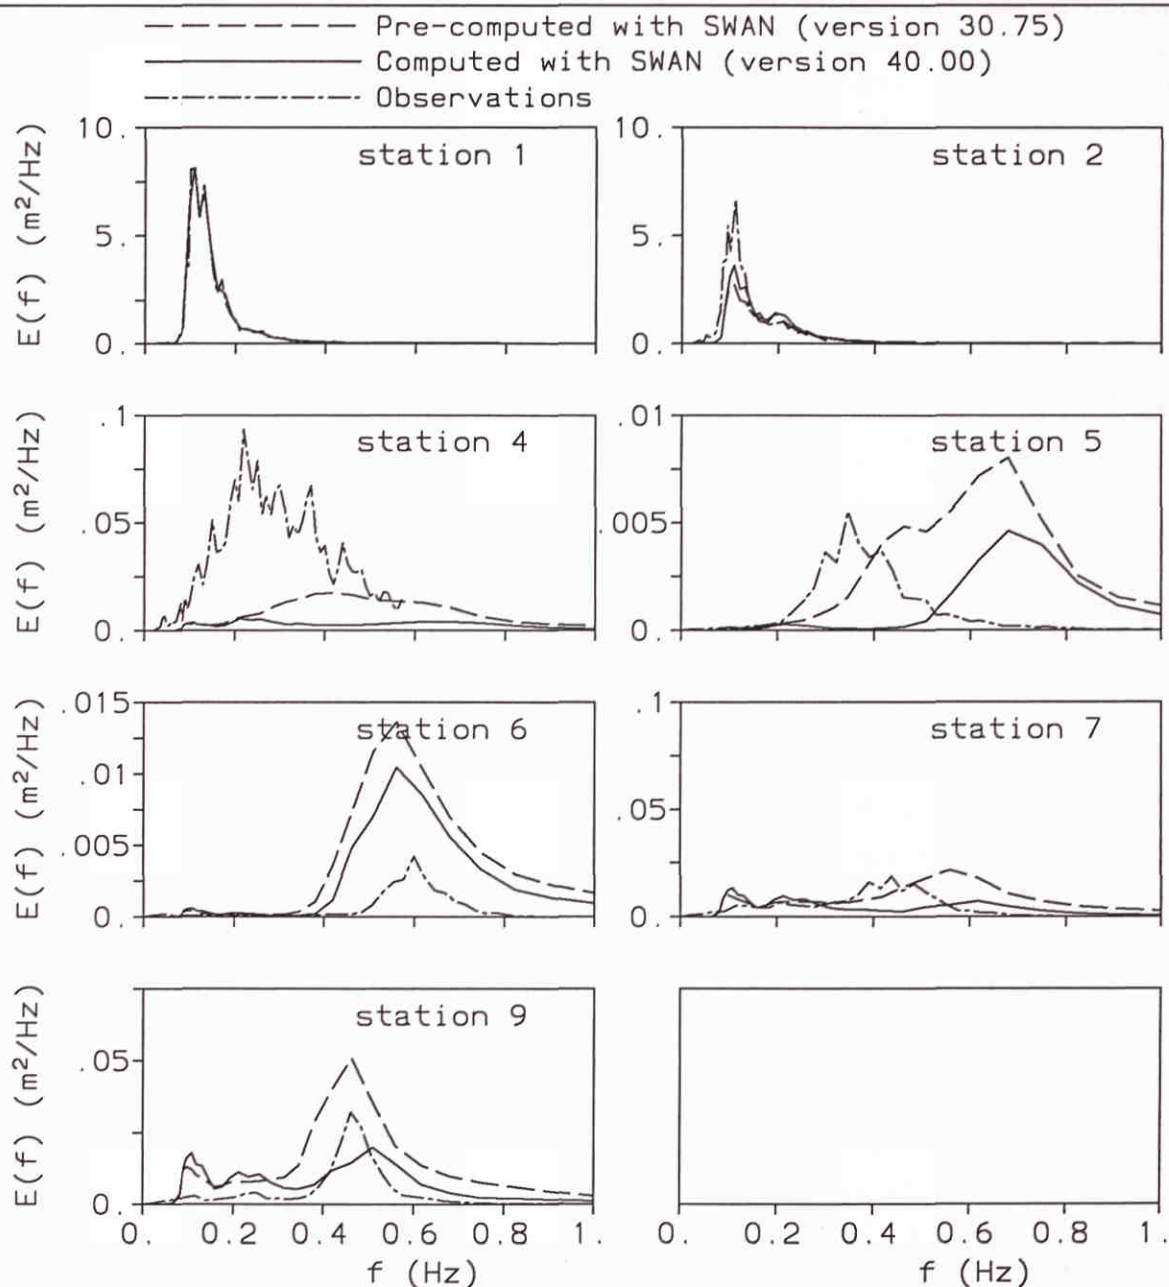 Pre-computed with SWAN (version 30.75)
Computed with SWAN (version 40.00)
Observations
10.
5.
0.
E(f) (m²/Hz)
station 1
10.
5.
0.
station 2
.1
.05
0.
E(f) (m²/Hz)
station 4
.01
.005
0.
station 5
.015
.01
.005
0.
E(f) (m²/Hz)
station 6
.1
.05
0.
station 7
.05
0.
E(f) (m²/Hz)
station 9
0. 0.2 0.4 0.6 0.8 1.
f (Hz)
0. 0.2 0.4 0.6 0.8 1.
f (Hz)